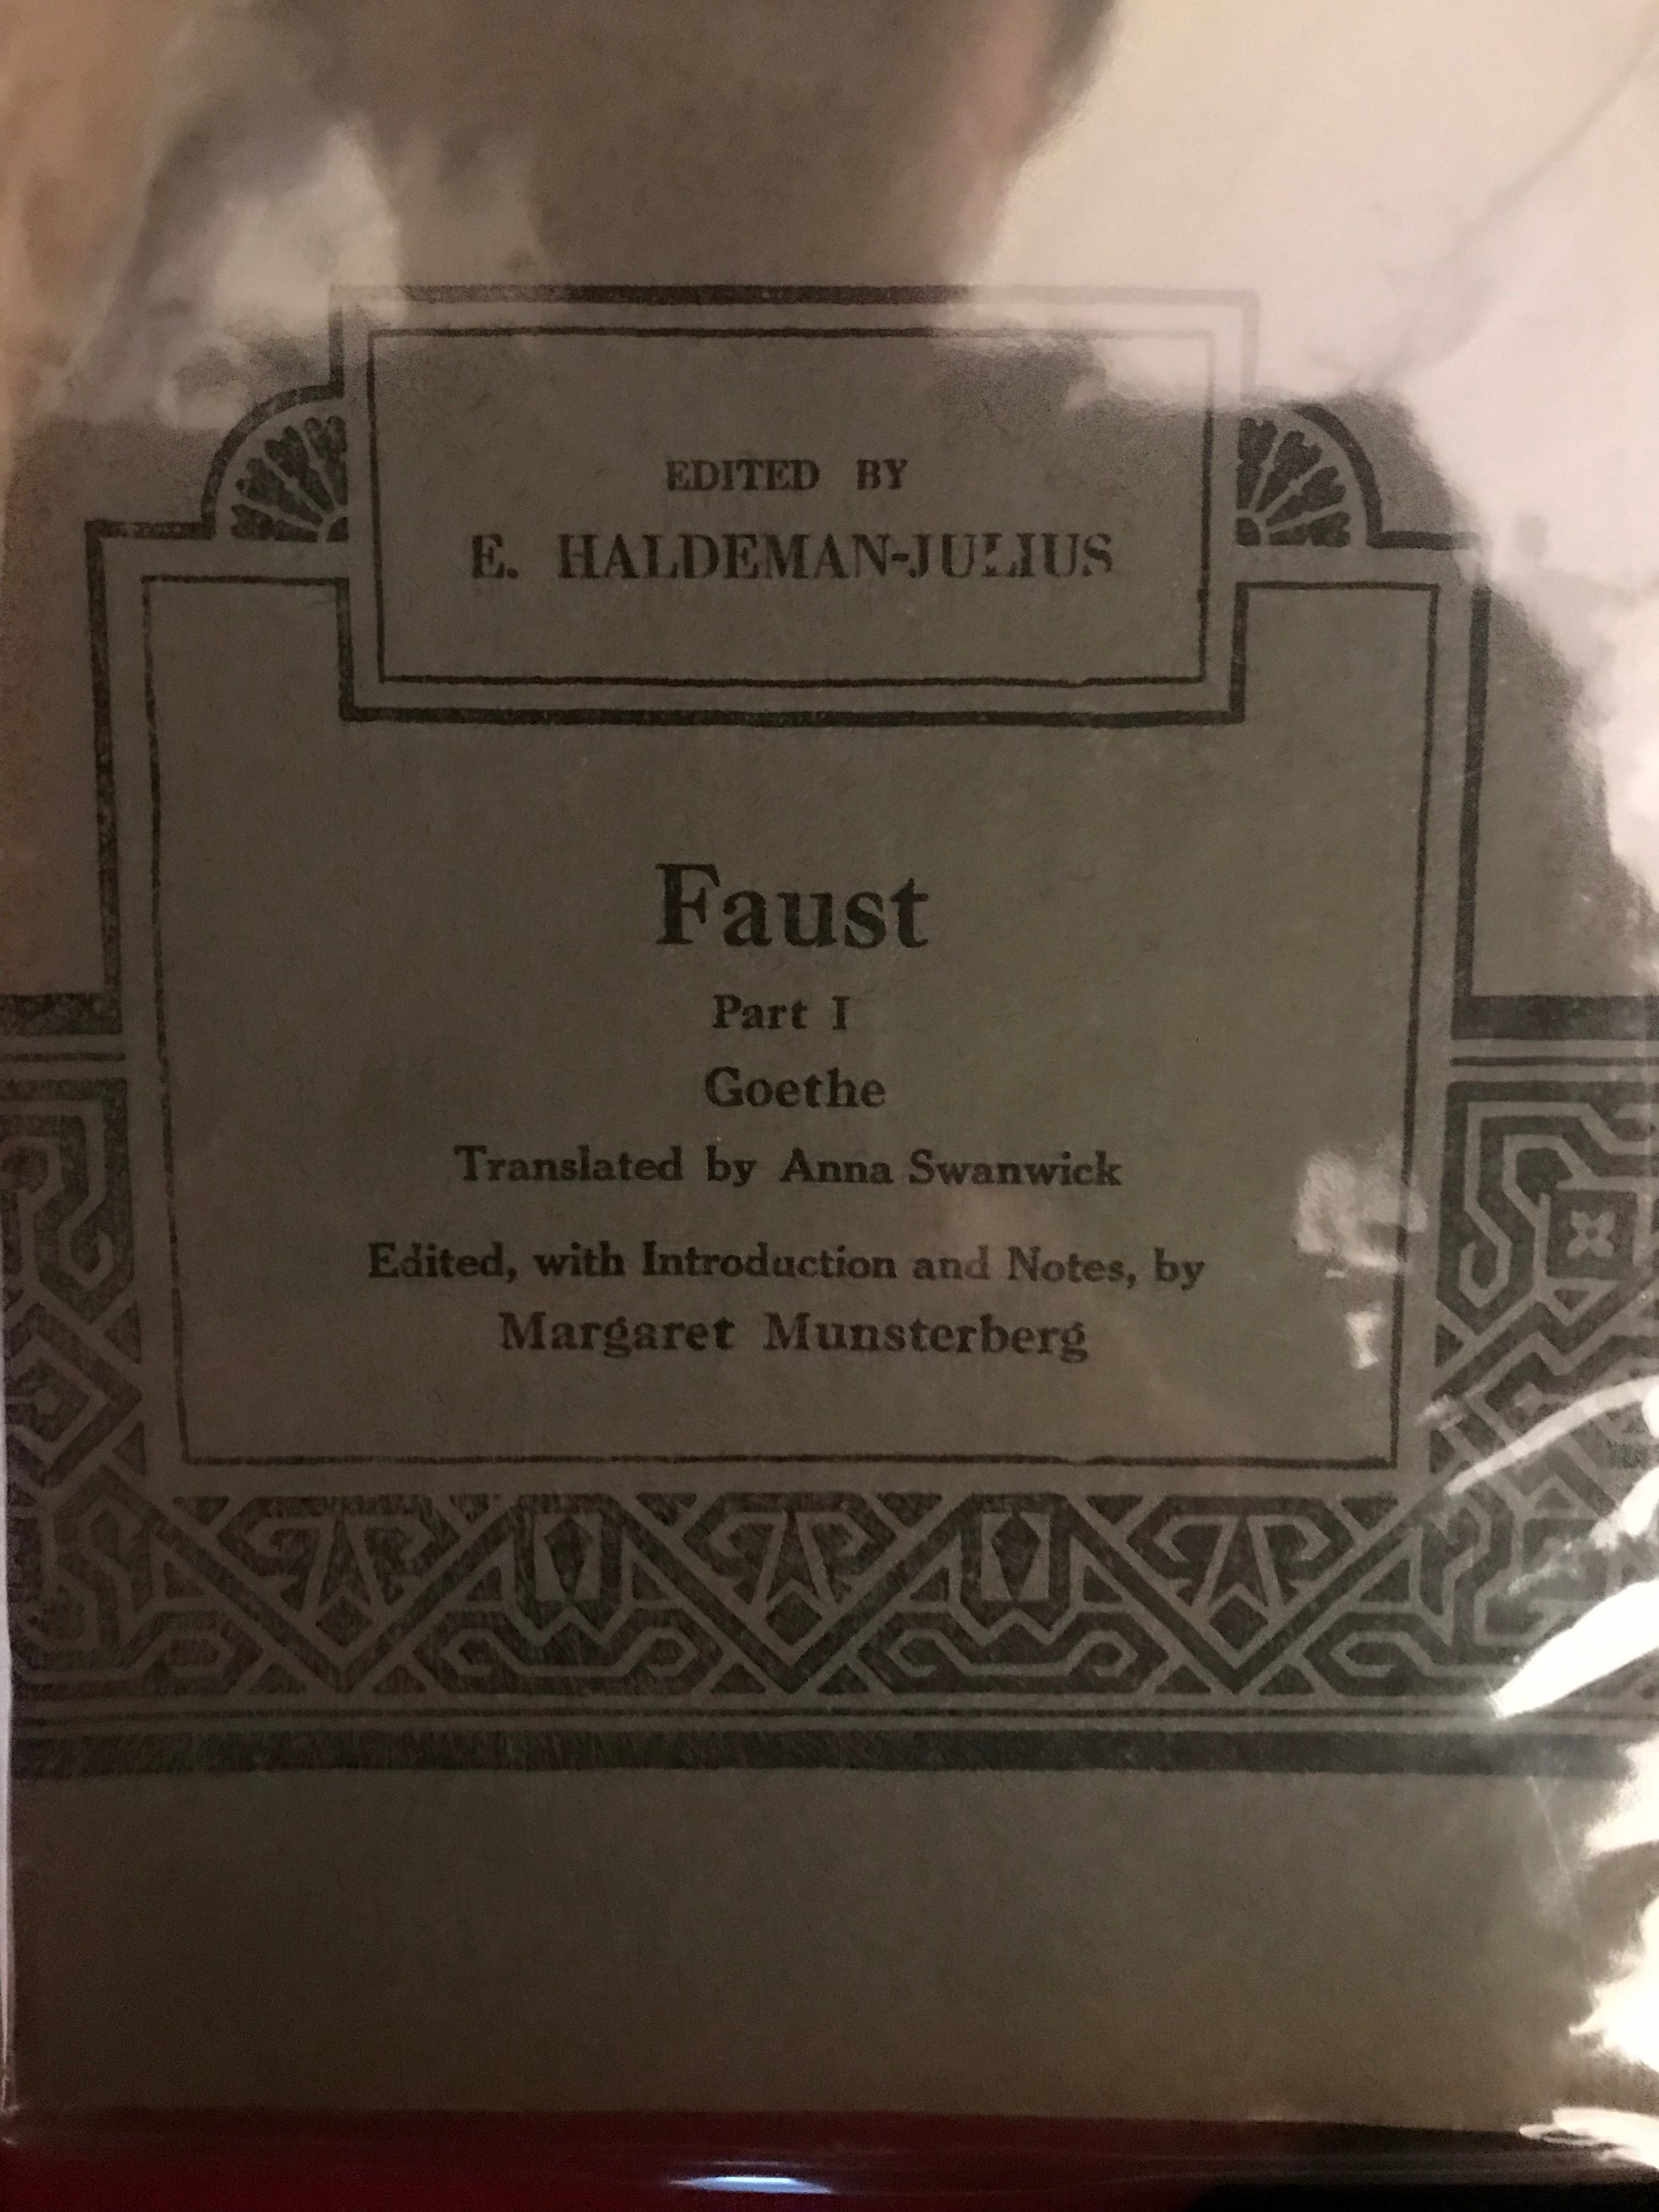 EDITED BY
E. HALDEMAN-JULIUS
Faust
Part I
Goethe
Translated by Anna Swanwick
Edited, with Introduction and Notes, by
Margaret Munsterberg